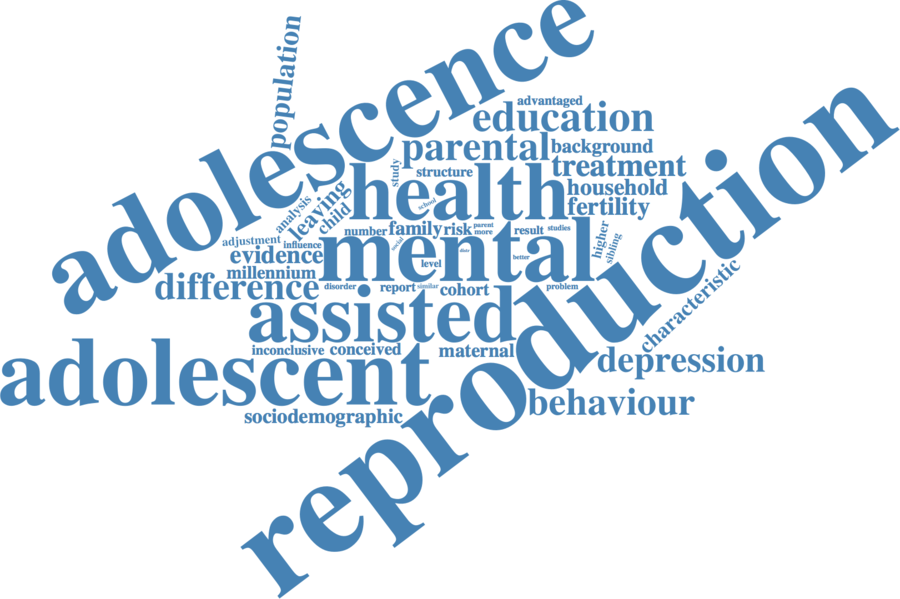 population
adolescence
advantaged
education
parental
background
study
structure
treatment
health
household
leaving
child
analysis
school
fertility
number
family
risk
parent
more
result
studies
higher
sibling
adjustment
influence
social
mental
evidence
level
better
millennium
difference
disorder
report
similar
cohort
problem
characteristic
assisted
reproduction
inconclusive
conceived
maternal
adolescent
depression
behaviour
sociodemographic